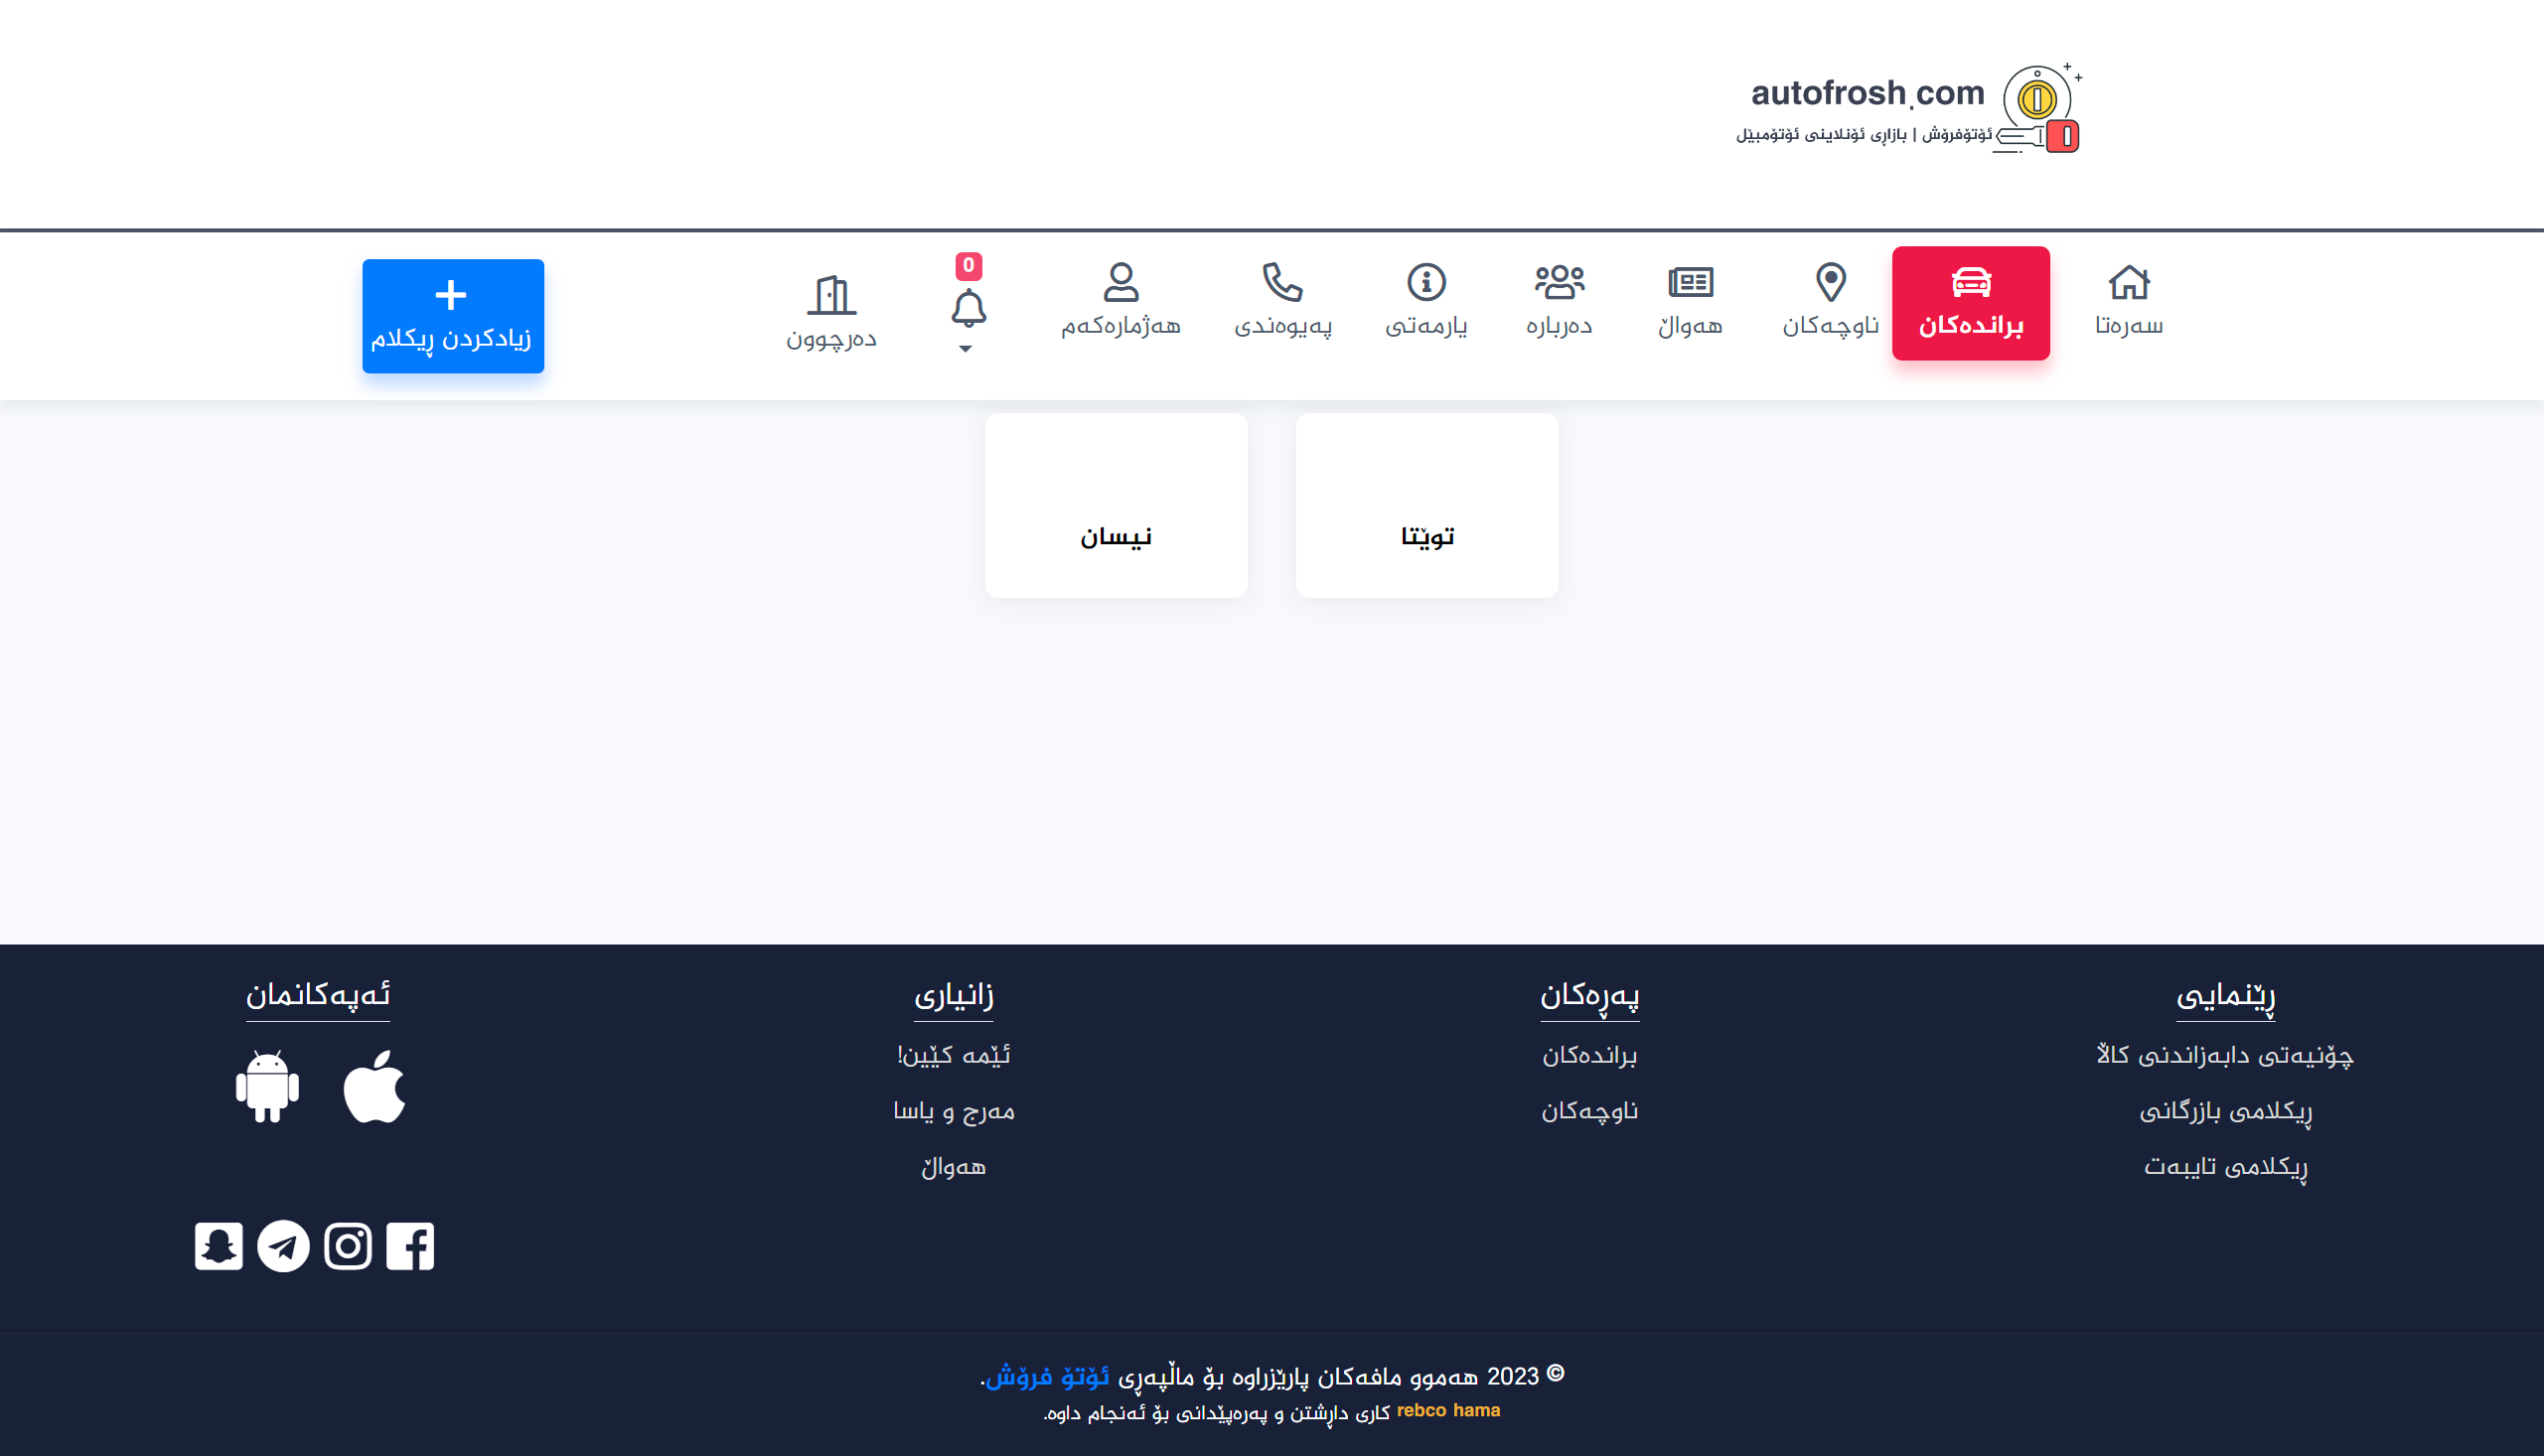 autofrosh.com
ئۆتۆفرۆش | بازاڕی ئۆنلاینی ئۆتۆمبێل
سەرەتا
براندەکان
ناوچەکان
هەواڵ
دەربارە
یارمەتی
پەیوەندی
هەژمارەکەم
0
دەرچوون
زیادکردن ڕیکلام
توێتا
نیسان
ڕێنمایی
چۆنیەتی دابەزاندنی کاڵا
ڕیکلامی بازرگانی
ڕیکلامی تایبەت
پەڕەکان
براندەکان
ناوچەکان
زانیاری
ئێمە کێین!
مەرج و یاسا
هەواڵ
ئەپەکانمان
© 2023 هەموو مافەکان پارێزراوە بۆ ماڵپەڕی ئۆتۆ فرۆش.
rebco hama کاری داڕشتن و پەرەپێدانی بۆ ئەنجام داوە.